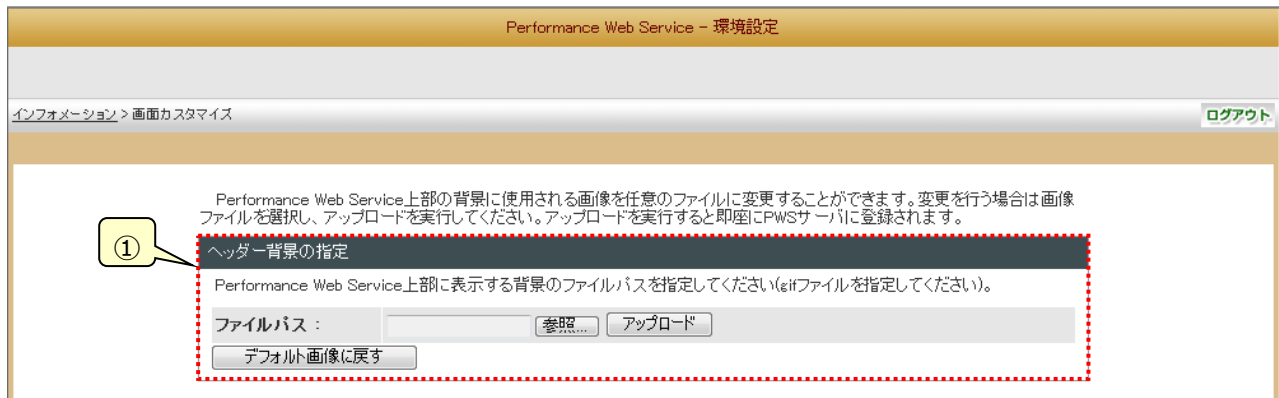 Performance Web Service - 環境設定
インフォメーション > 画面カスタマイズ
ログアウト
Performance Web Service上部の背景に使用される画像を任意のファイルに変更することができます。変更を行う場合は画像
ファイルを選択し、アップロードを実行してください。アップロードを実行すると即座にPWSサーバに登録されます。
①
ヘッダー背景の指定
Performance Web Service上部に表示する背景のファイルパスを指定してください(gifファイルを指定してください)。
ファイルパス :
参照...
アップロード
デフォルト画像に戻す